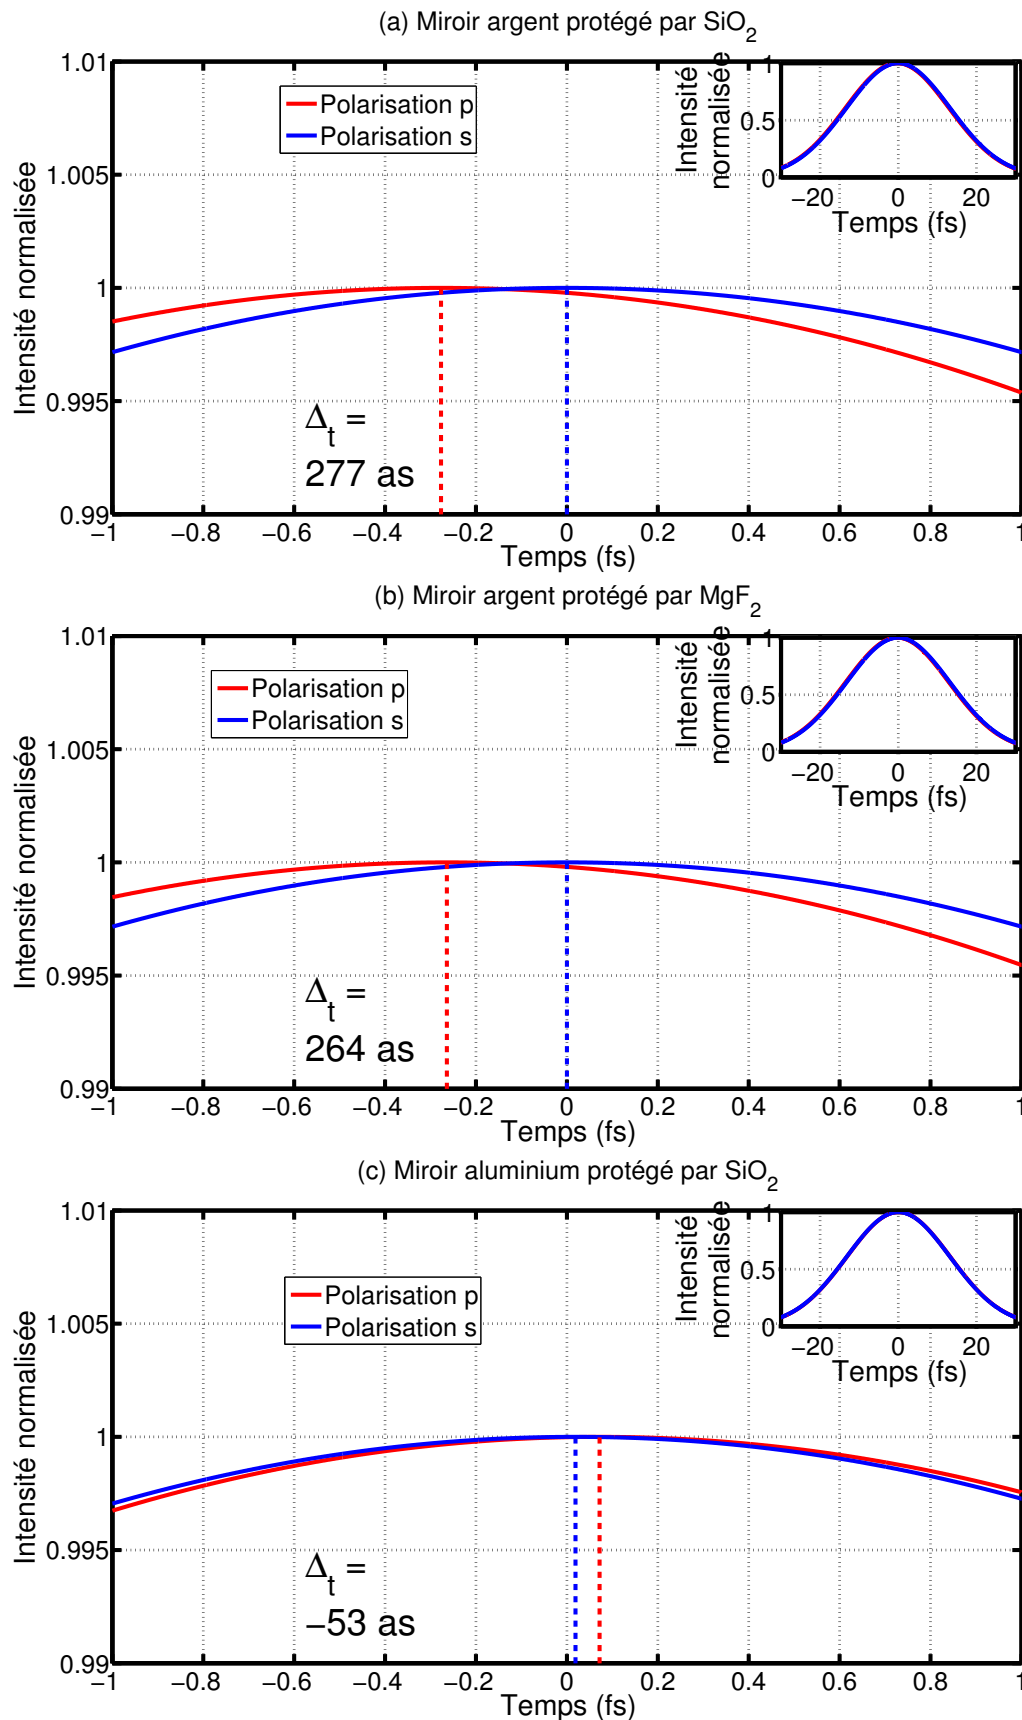 (a) Miroir argent protégé par SiO2
Intensité normalisée
1.01
1.005
1
0.995
0.99
Polarisation p
Polarisation s
Δt =
277 as
−1 −0.8 −0.6 −0.4 −0.2 0 0.2 0.4 0.6 0.8 1
Temps (fs)
Intensité
normalisée
1
0.5
0
−20 0 20
Temps (fs)
(b) Miroir argent protégé par MgF2
Intensité normalisée
1.01
1.005
1
0.995
0.99
Polarisation p
Polarisation s
Δt =
264 as
−1 −0.8 −0.6 −0.4 −0.2 0 0.2 0.4 0.6 0.8 1
Temps (fs)
Intensité
normalisée
1
0.5
0
−20 0 20
Temps (fs)
(c) Miroir aluminium protégé par SiO2
Intensité normalisée
1.01
1.005
1
0.995
0.99
Polarisation p
Polarisation s
Δt =
−53 as
−1 −0.8 −0.6 −0.4 −0.2 0 0.2 0.4 0.6 0.8 1
Temps (fs)
Intensité
normalisée
1
0.5
0
−20 0 20
Temps (fs)